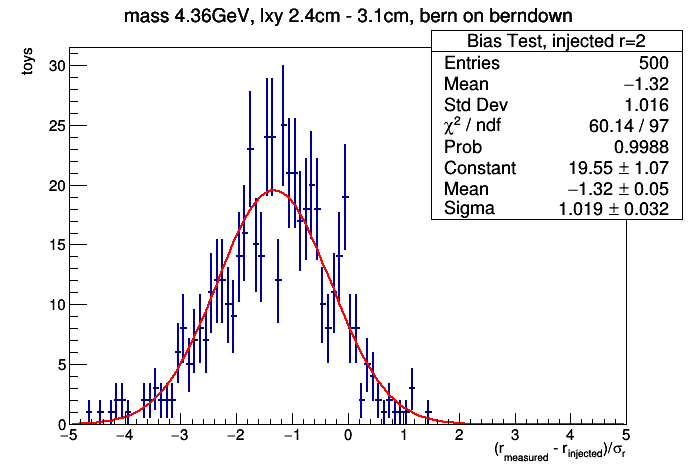 mass 4.36GeV, lxy 2.4cm - 3.1cm, bern on berndown
toys
Bias Test, injected r=2
Entries 500
Mean −1.32
Std Dev 1.016
χ² / ndf 60.14 / 97
Prob 0.9988
Constant 19.55 ± 1.07
Mean −1.32 ± 0.05
Sigma 1.019 ± 0.032
30
25
20
15
10
5
0
−5 −4 −3 −2 −1 0 1 2 3 4 5
(r_measured - r_injected)/σ_r